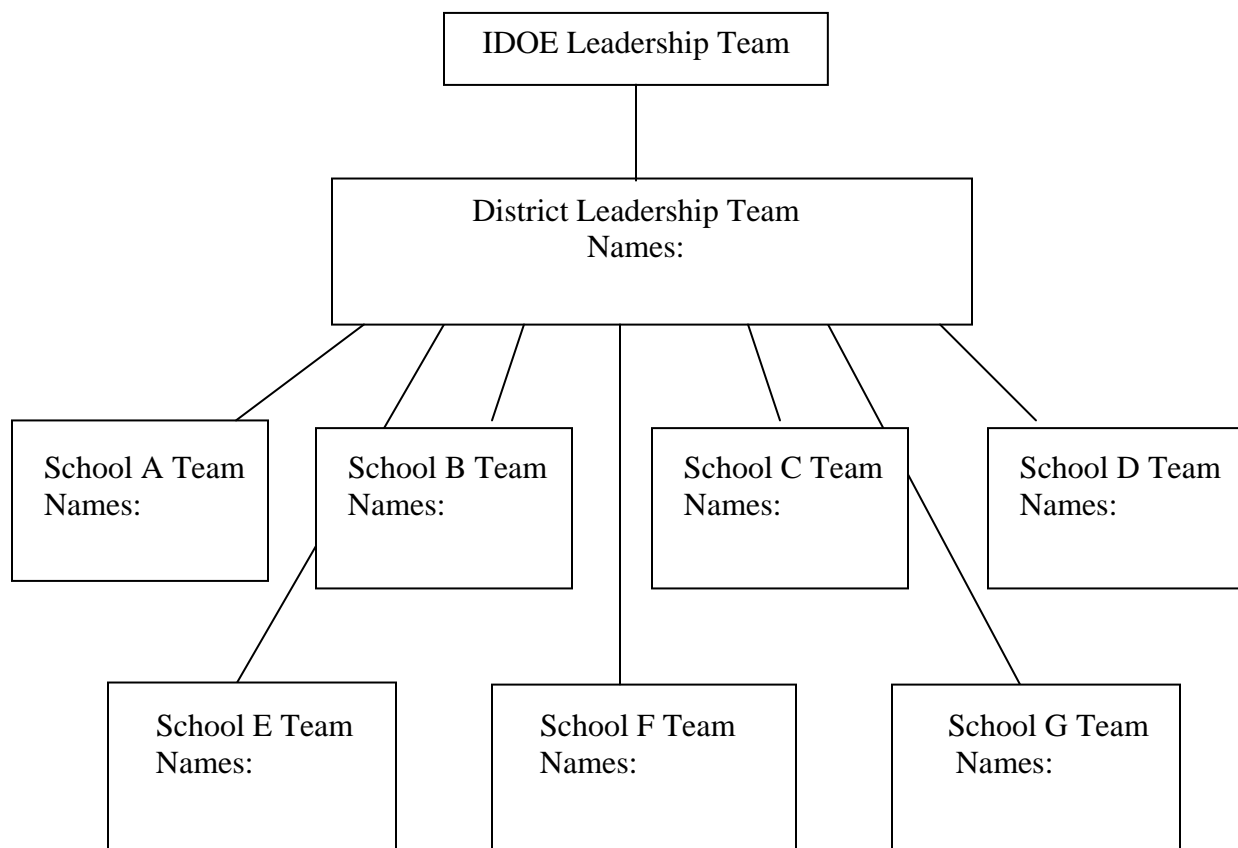 IDOE Leadership Team
District Leadership Team
Names:
School A Team
Names:
School B Team
Names:
School C Team
Names:
School D Team
Names:
School E Team
Names:
School F Team
Names:
School G Team
Names: